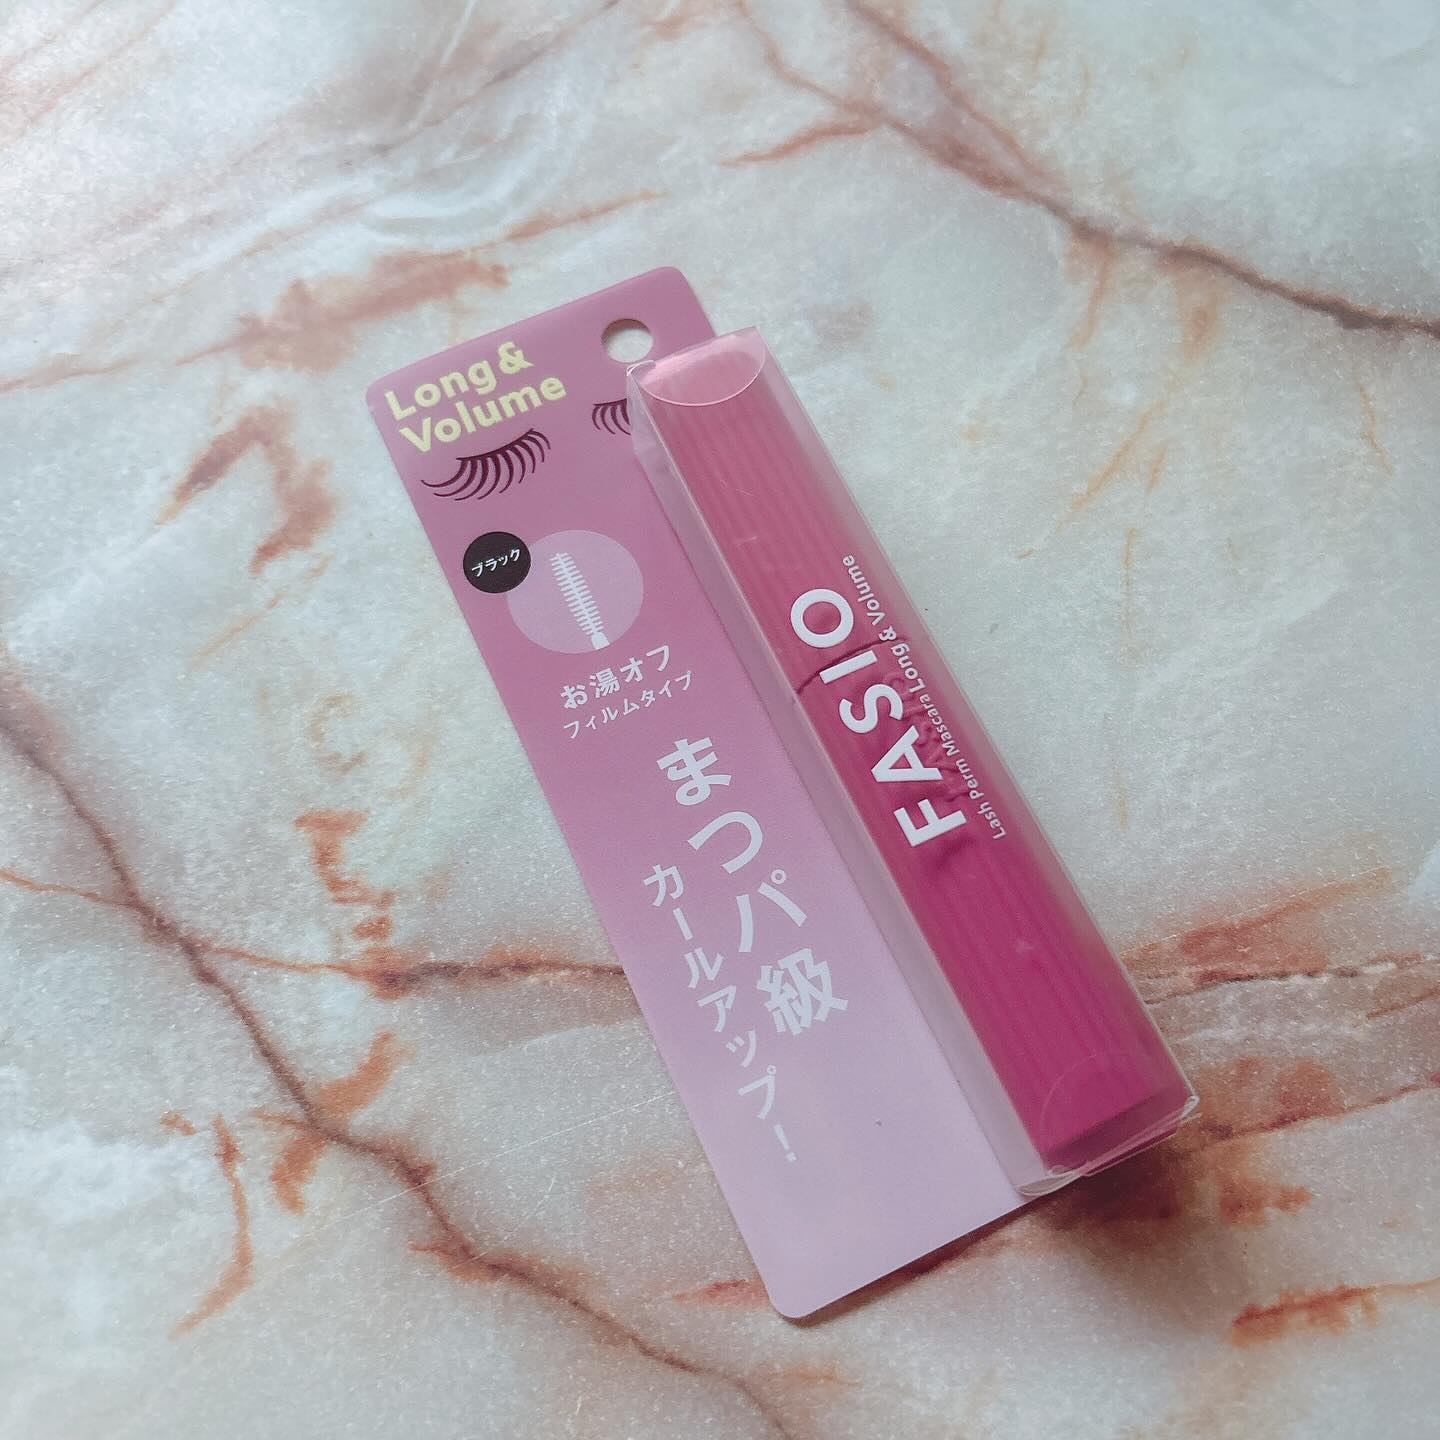 Long &
Volume
ブラック
お湯オフ
フィルムタイプ
まつパ級
カールアップ!
FASIO
Lash Perm Mascara Long & Volume